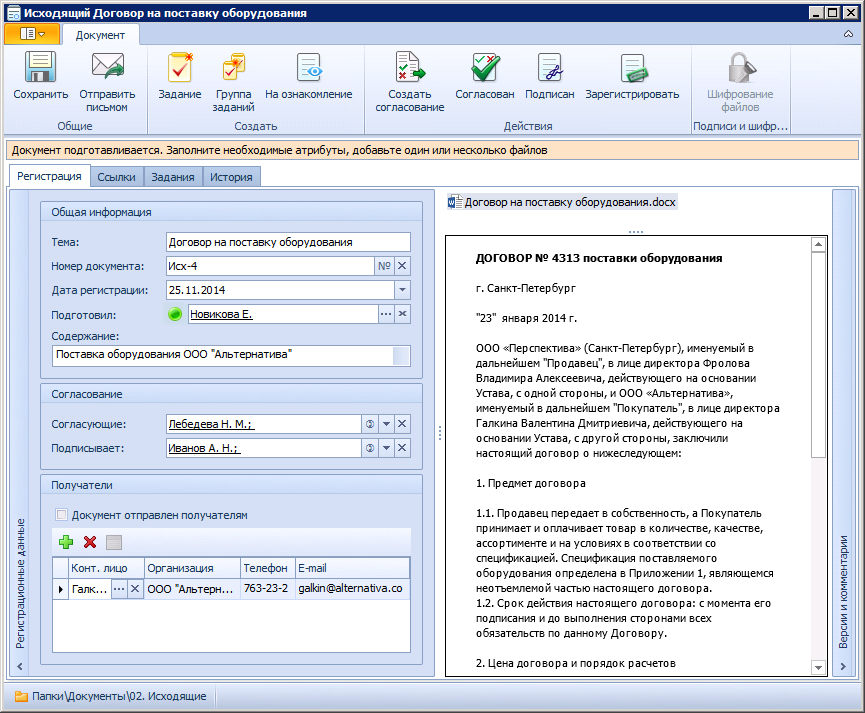 Исходящий Договор на поставку оборудования
Документ
Сохранить
Отправить
письмом
Общие
Задание
Группа
заданий
На ознакомление
Создать
Создать
согласование
Согласован
Подписан
Зарегистрировать
Действия
Шифрование
файлов
Подписи и шифр...
Документ подготавливается. Заполните необходимые атрибуты, добавьте один или несколько файлов
Регистрация
Ссылки
Задания
История
Регистрационные данные
Общая информация
Тема:
Договор на поставку оборудования
Номер документа:
Исх-4
№
Дата регистрации:
25.11.2014
Подготовил:
Новикова Е.
Содержание:
Поставка оборудования ООО "Альтернатива"
Согласование
Согласующие:
Лебедева Н. М.;
Подписывает:
Иванов А. Н.;
Получатели
Документ отправлен получателям
Конт. лицо Организация Телефон E-mail
Галк... ООО "Альтерн... 763-23-2 galkin@alternativa.co
Договор на поставку оборудования.docx
ДОГОВОР № 4313 поставки оборудования
г. Санкт-Петербург
"23" января 2014 г.
ООО «Перспектива» (Санкт-Петербург), именуемый в
дальнейшем "Продавец", в лице директора Фролова
Владимира Алексеевича, действующего на основании
Устава, с одной стороны, и ООО «Альтернатива»,
именуемый в дальнейшем "Покупатель", в лице директора
Галкина Валентина Дмитриевича, действующего на
основании Устава, с другой стороны, заключили
настоящий договор о нижеследующем:
1. Предмет договора
1.1. Продавец передает в собственность, а Покупатель
принимает и оплачивает товар в количестве, качестве,
ассортименте и на условиях в соответствии со
спецификацией. Спецификация поставляемого
оборудования определена в Приложении 1, являющемся
неотъемлемой частью настоящего договора.
1.2. Срок действия настоящего договора: с момента его
подписания и до выполнения сторонами всех
обязательств по данному Договору.
2. Цена договора и порядок расчетов
Версии и комментарии
Папки\Документы\02. Исходящие